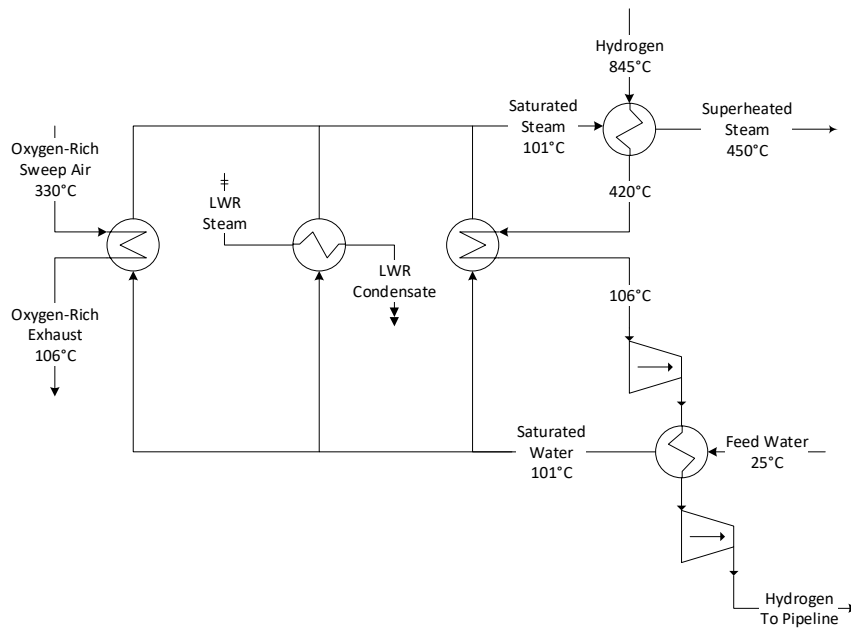 Hydrogen
845°C
Saturated
Steam
101°C
Superheated
Steam
450°C
Oxygen-Rich
Sweep Air
330°C
LWR
Steam
420°C
LWR
Condensate
Oxygen-Rich
Exhaust
106°C
106°C
Saturated
Water
101°C
Feed Water
25°C
Hydrogen
To Pipeline